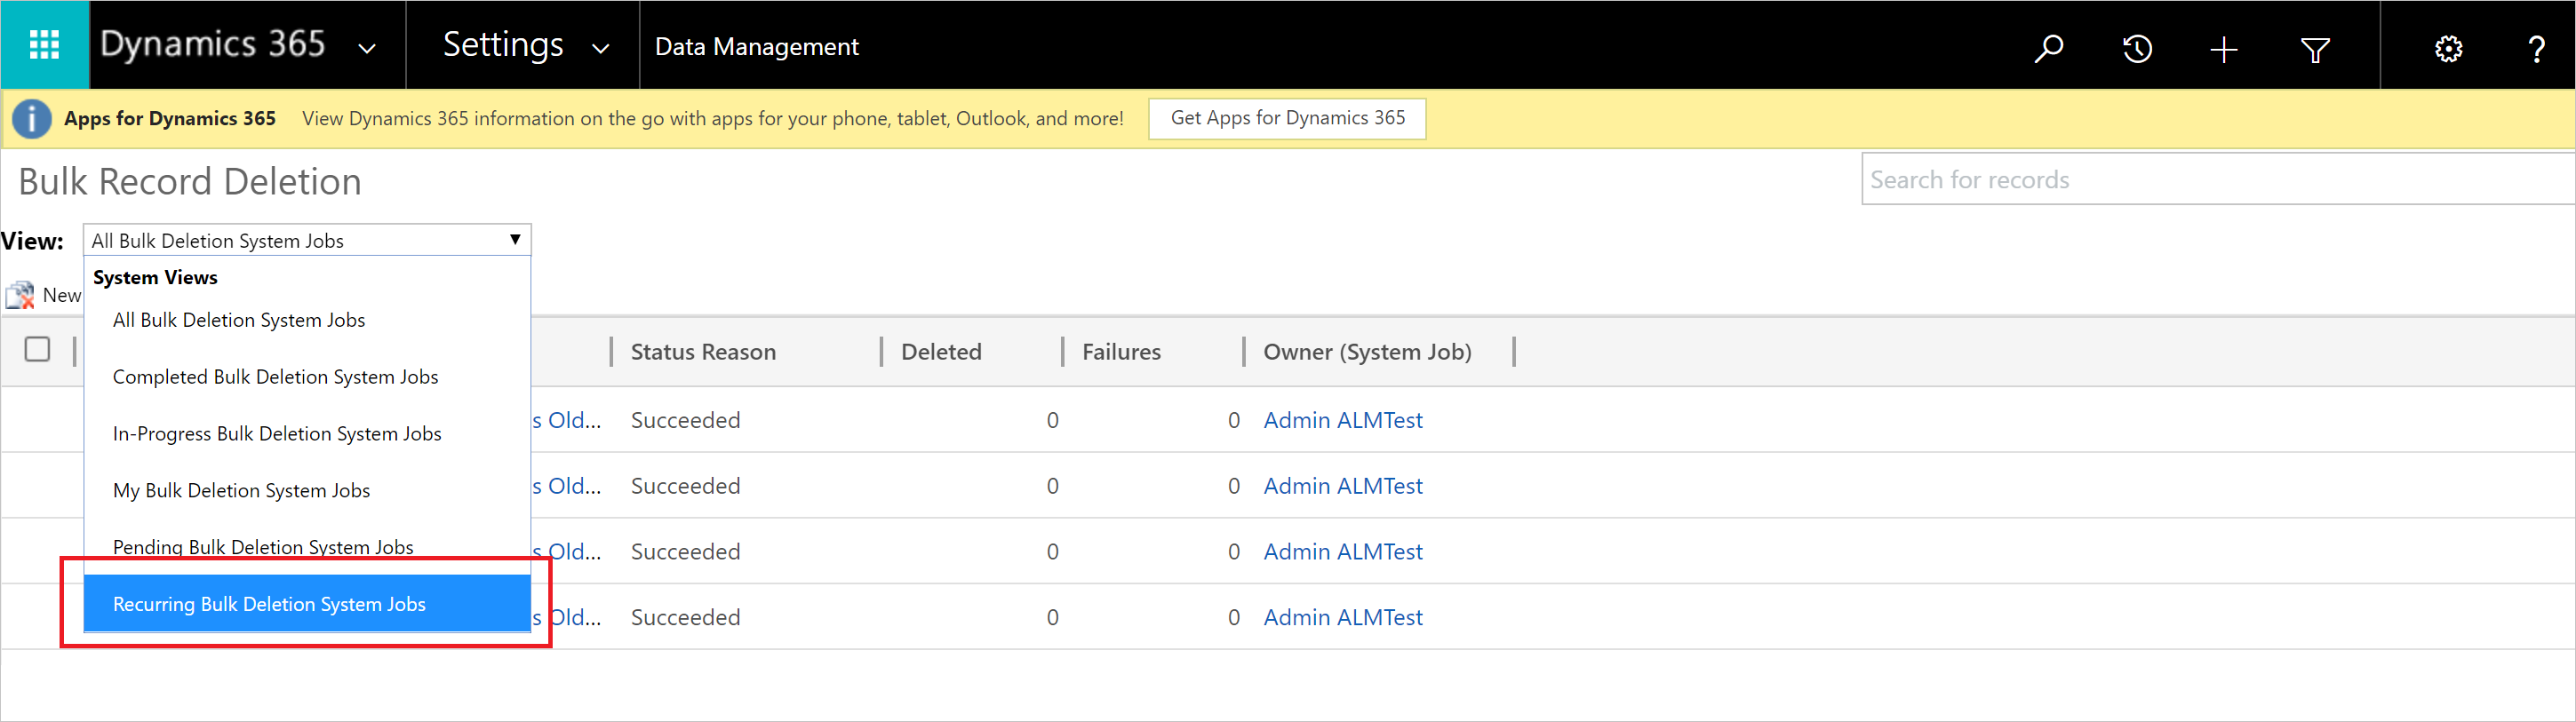 Dynamics 365 Settings Data Management ?
Apps for Dynamics 365 View Dynamics 365 information on the go with apps for your phone, tablet, Outlook, and more! Get Apps for Dynamics 365
Bulk Record Deletion
Search for records
View: All Bulk Deletion System Jobs
System Views
New
All Bulk Deletion System Jobs
Completed Bulk Deletion System Jobs
In-Progress Bulk Deletion System Jobs
My Bulk Deletion System Jobs
Pending Bulk Deletion System Jobs
Recurring Bulk Deletion System Jobs
Status Reason Deleted Failures Owner (System Job)
s Old... Succeeded 0 0 Admin ALMTest
s Old... Succeeded 0 0 Admin ALMTest
s Old... Succeeded 0 0 Admin ALMTest
s Old... Succeeded 0 0 Admin ALMTest